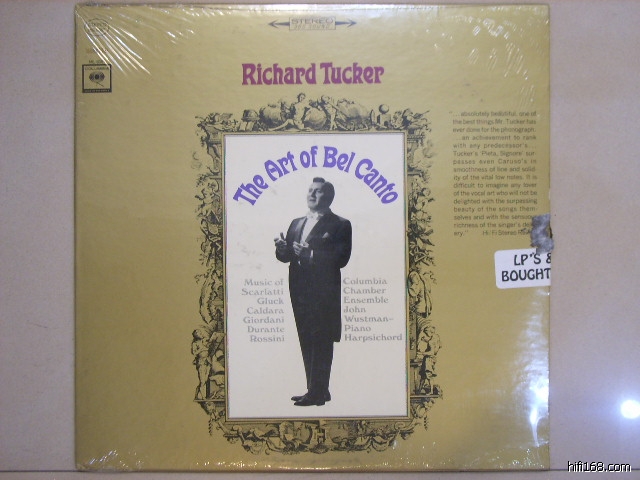 STEREO
Richard Tucker
The Art of Bel Canto
Music of
Scarlatti
Gluck
Caldara
Giordani
Durante
Rossini
Columbia
Chamber
Ensemble
John
Wustman-
Piano
Harpsichord
"...absolutely beautiful, one of
the best things Mr. Tucker has
ever done for the phonograph.
...an achievement to rank
with any predecessor's...
Tucker's 'Pieta, Signore' sur-
passes even Caruso's in
smoothness of line and solid-
ity of the vital low notes. It is
difficult to imagine any lover
of the vocal art who will not be
delighted with the surpassing
beauty of the songs them-
selves and with the sensuous
richness of the singer's
ery." Hi/Fi-Stereo
LP'S &
BOUGHT
hifi168.com